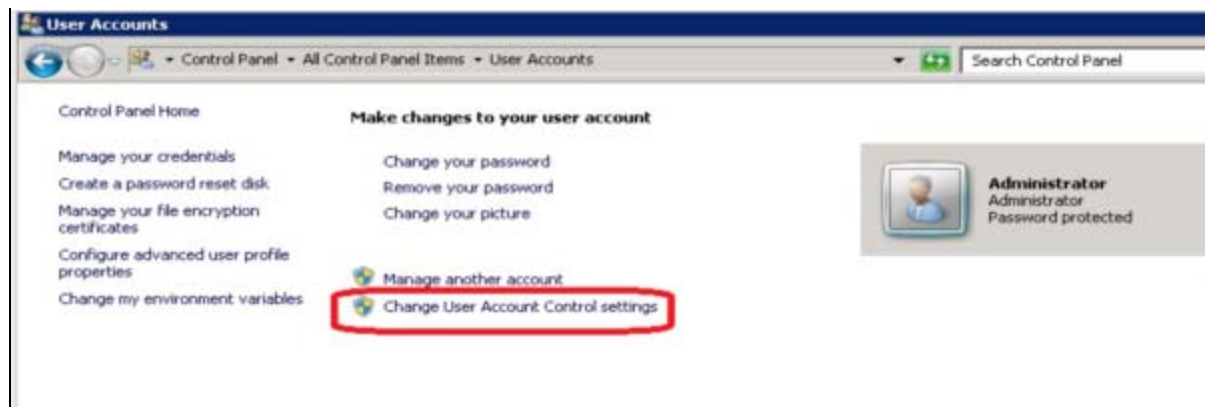 User Accounts
Control Panel All Control Panel Items User Accounts
Search Control Panel
Control Panel Home
Manage your credentials
Create a password reset disk
Manage your file encryption
certificates
Configure advanced user profile
properties
Change my environment variables
Make changes to your user account
Change your password
Remove your password
Change your picture
Manage another account
Change User Account Control settings
Administrator
Administrator
Password protected